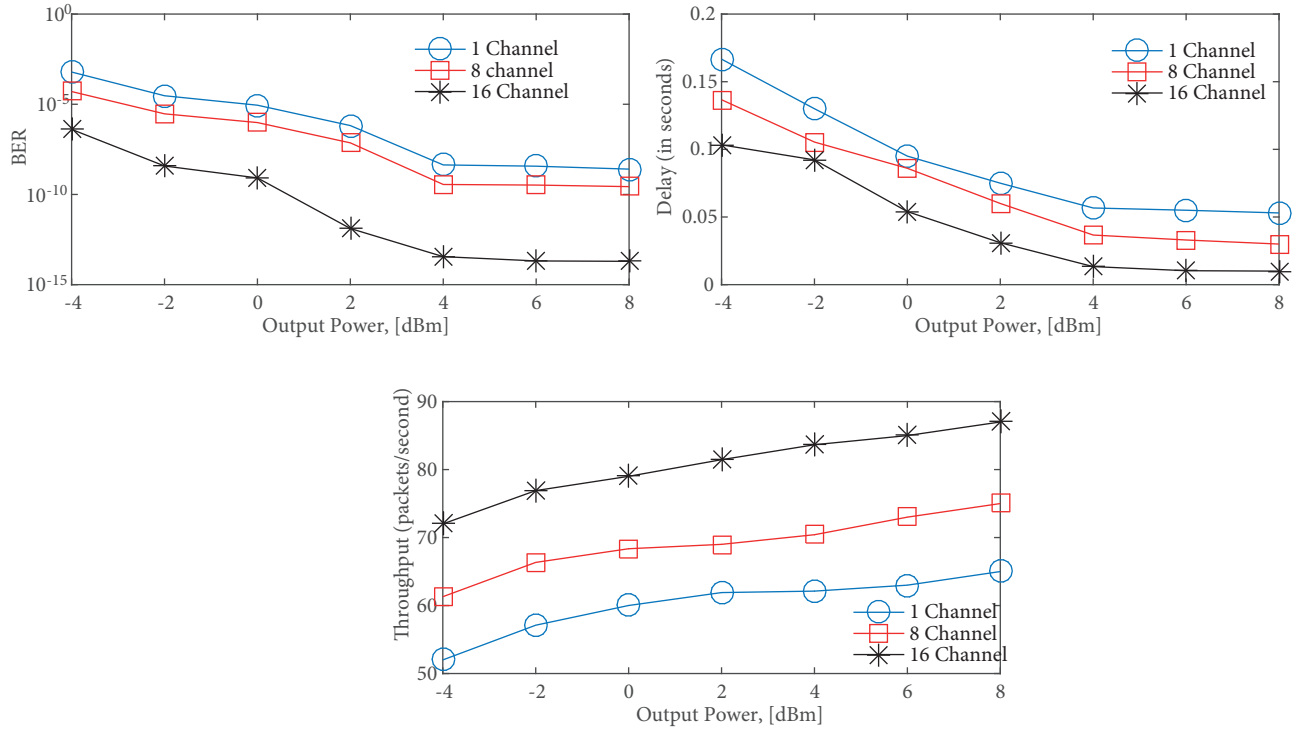 BER
10^0
10^-5
10^-10
10^-15
1 Channel
8 channel
16 Channel
-4 -2 0 2 4 6 8
Output Power, [dBm]
Delay (in seconds)
0.2
0.15
0.1
0.05
0
1 Channel
8 Channel
16 Channel
-4 -2 0 2 4 6 8
Output Power, [dBm]
Throughput (packets/second)
90
80
70
60
50
1 Channel
8 Channel
16 Channel
-4 -2 0 2 4 6 8
Output Power, [dBm]